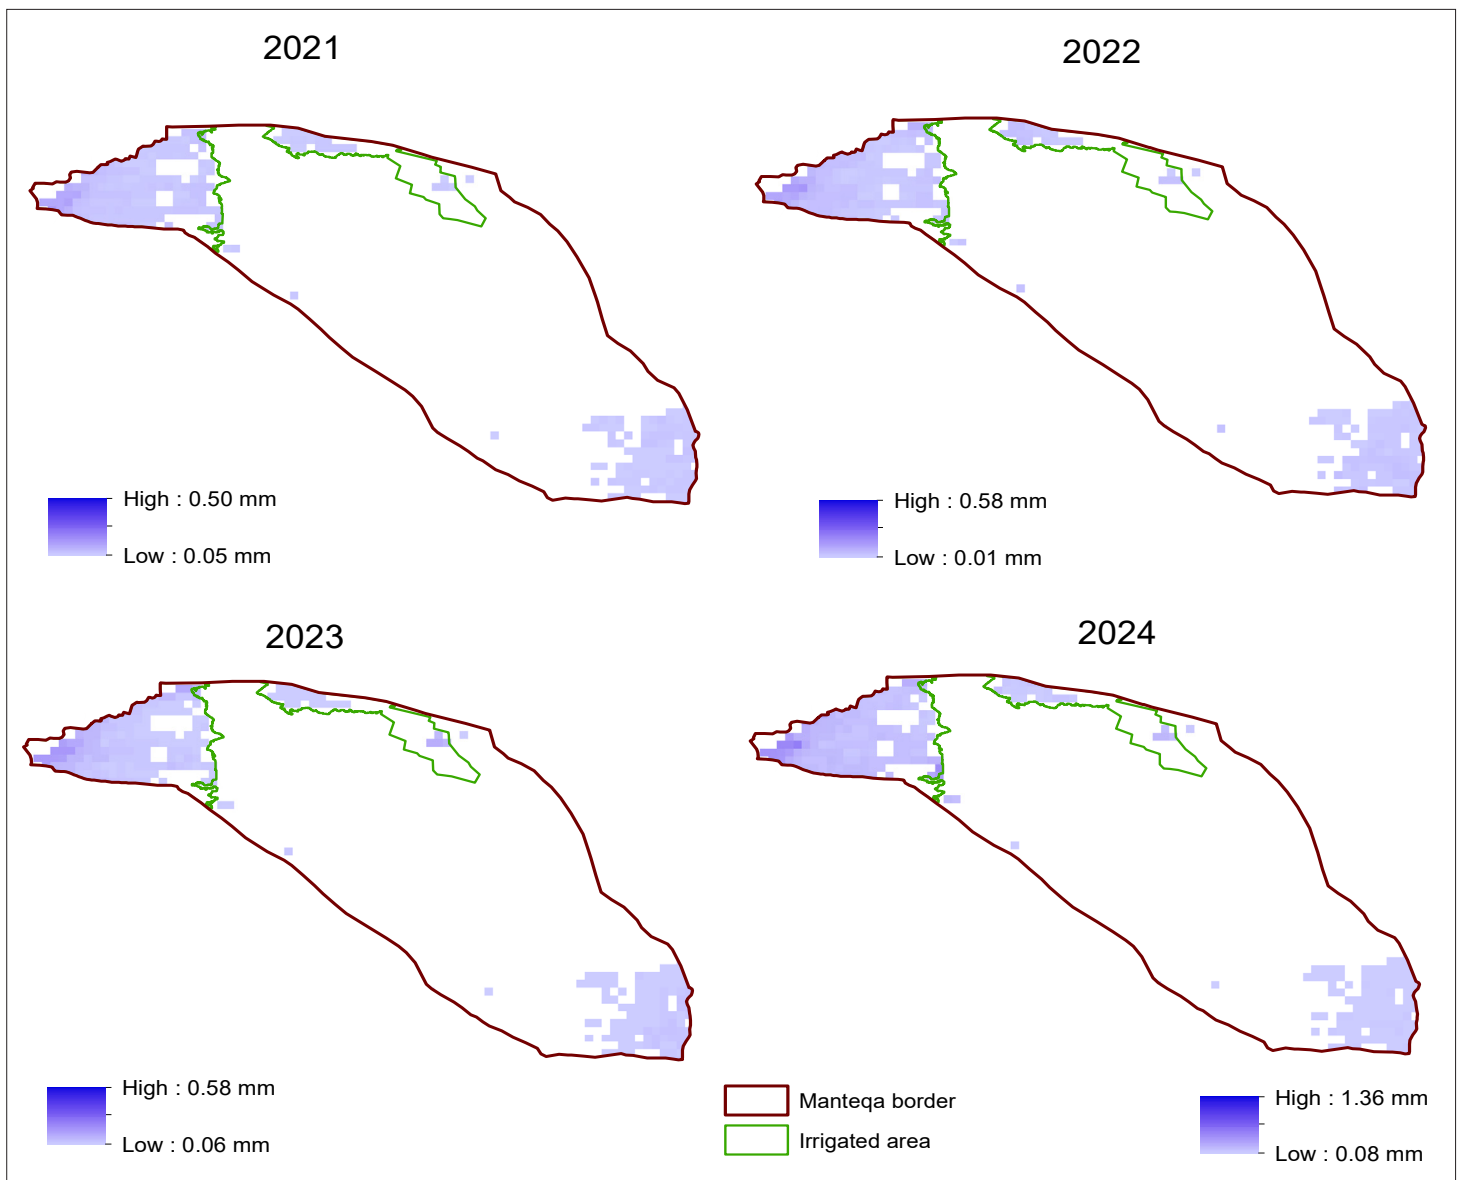 2021
2022
High : 0.50 mm
Low : 0.05 mm
High : 0.58 mm
Low : 0.01 mm
2023
2024
High : 0.58 mm
Low : 0.06 mm
Manteqa border
Irrigated area
High : 1.36 mm
Low : 0.08 mm